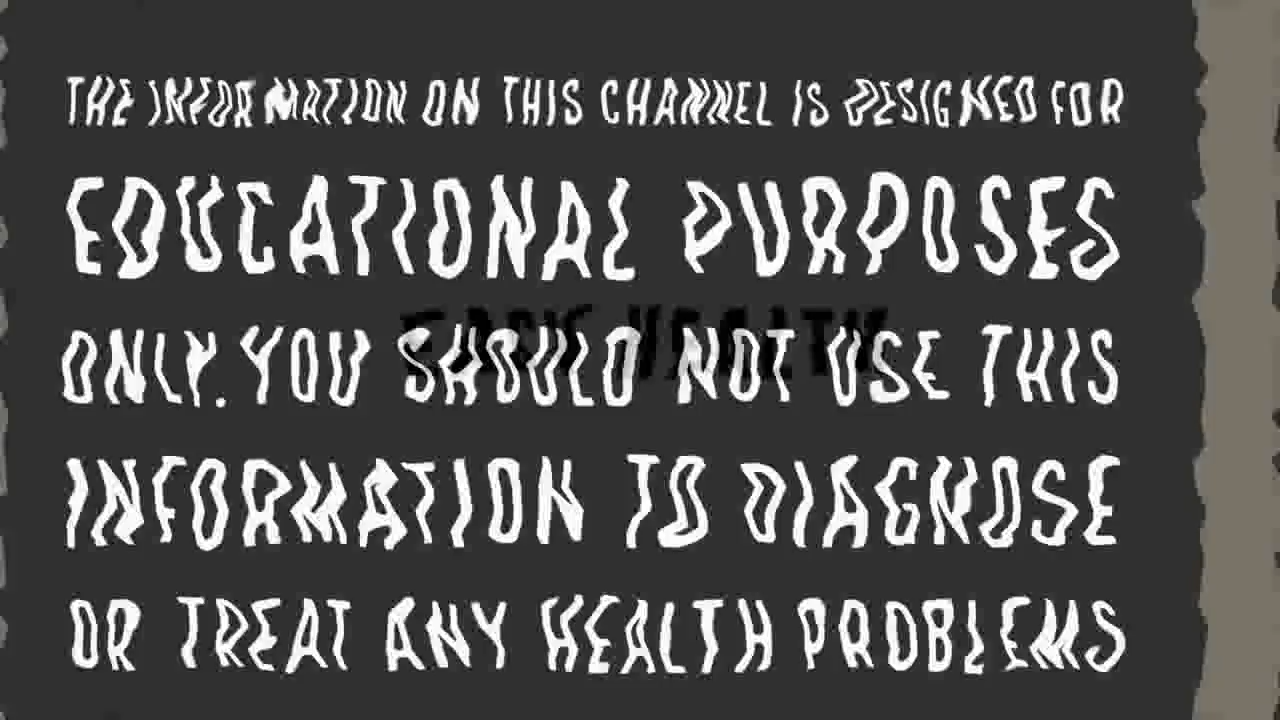 THE INFORMATION ON THIS CHANNEL IS DESIGNED FOR
EDUCATIONAL PURPOSES
ONLY. YOU SHOULD NOT USE THIS
INFORMATION TO DIAGNOSE
OR TREAT ANY HEALTH PROBLEMS